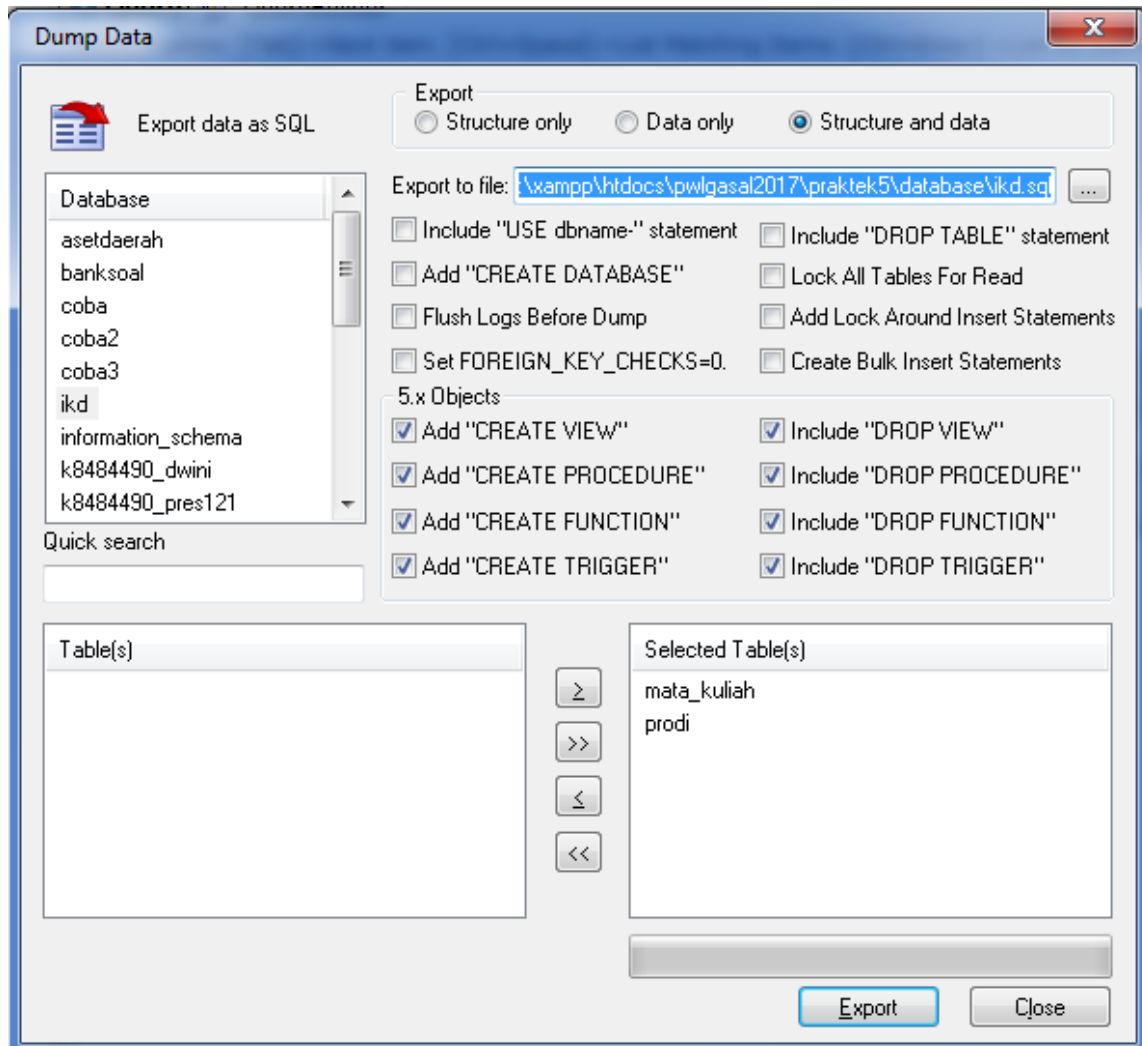 Dump Data
Export data as SQL
Export
Structure only
Data only
Structure and data
Export to file: :\xampp\htdocs\pwlgasal2017\praktek5\database\ikd.sql
...
Include "USE dbname-" statement
Include "DROP TABLE" statement
Add "CREATE DATABASE"
Lock All Tables For Read
Flush Logs Before Dump
Add Lock Around Insert Statements
Set FOREIGN_KEY_CHECKS=0.
Create Bulk Insert Statements
Database
asetdaerah
banksoal
coba
coba2
coba3
ikd
information_schema
k8484490_dwini
k8484490_pres121
Quick search
5.x Objects
Add "CREATE VIEW"
Include "DROP VIEW"
Add "CREATE PROCEDURE"
Include "DROP PROCEDURE"
Add "CREATE FUNCTION"
Include "DROP FUNCTION"
Add "CREATE TRIGGER"
Include "DROP TRIGGER"
Table(s)
>
>>
<
<<
Selected Table(s)
mata_kuliah
prodi
Export
Close